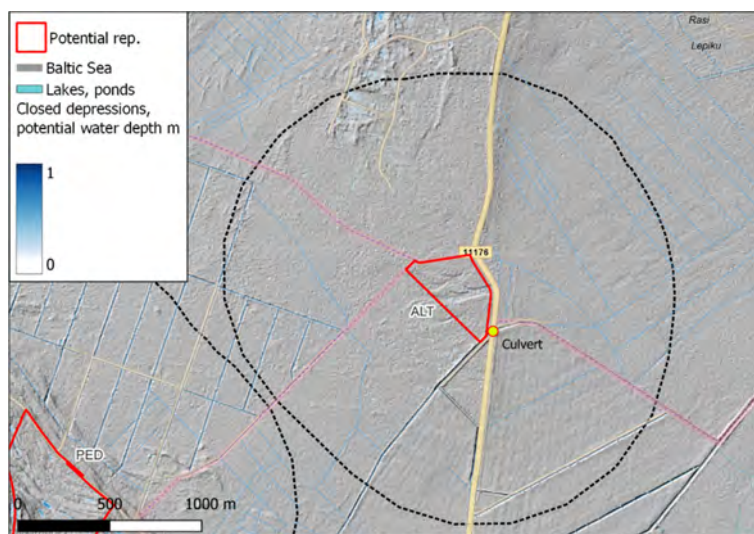 Potential rep.
Baltic Sea
Lakes, ponds
Closed depressions,
potential water depth m
1
0
Rasi
Lepiku
11176
ALT
Culvert
PED
0 500 1000 m